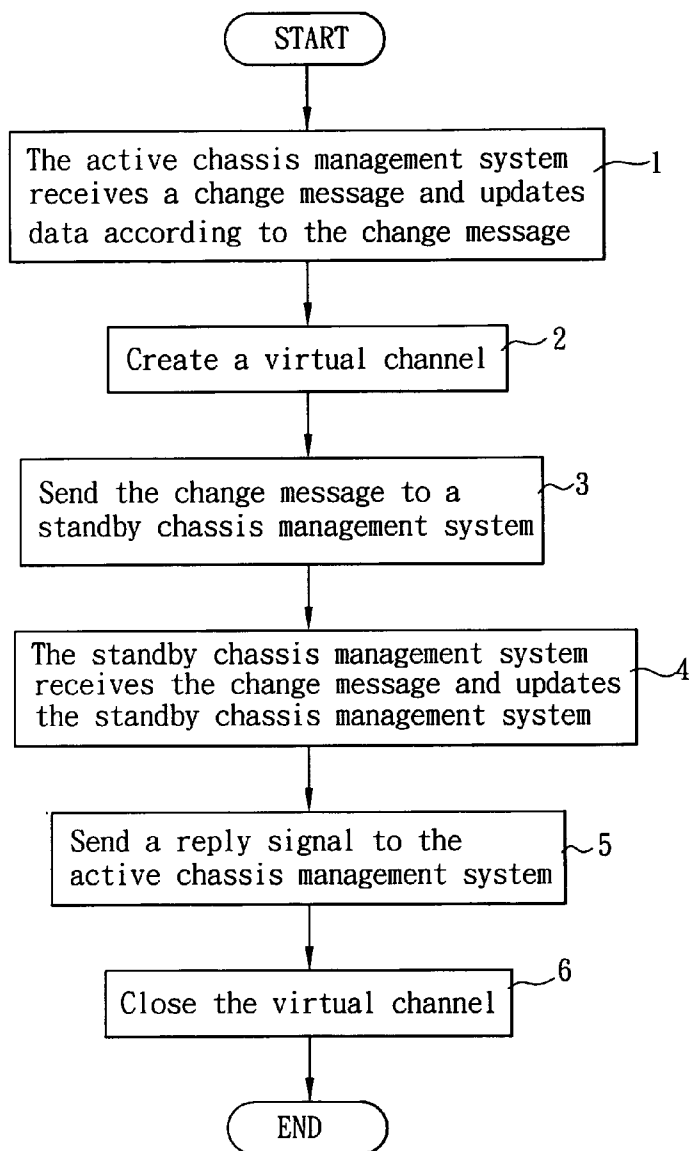 START
The active chassis management system
receives a change message and updates
data according to the change message
1
Create a virtual channel
2
Send the change message to a
standby chassis management system
3
The standby chassis management system
receives the change message and updates
the standby chassis management system
4
Send a reply signal to the
active chassis management system
5
Close the virtual channel
6
END